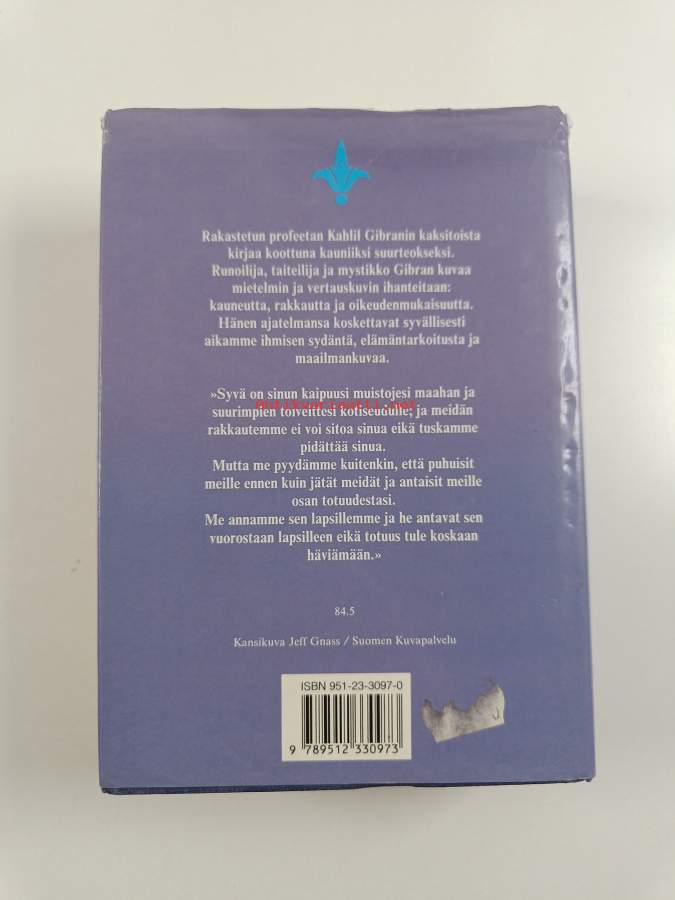 Rakastetun profeetan Kahlil Gibranin kaksitoista
kirjaa koottuna kauniiksi suurteokseksi.
Runoilija, taiteilija ja mystikko Gibran kuvaa
mietelmin ja vertauskuvin ihanteitaan:
kauneutta, rakkautta ja oikeudenmukaisuutta.
Hänen ajatelmansa koskettavat syvällisesti
aikamme ihmisen sydäntä, elämäntarkoitusta ja
maailmankuvaa.
»Syvä on sinun kaipuusi muistojesi maahan ja
suurimpien toiveittesi kotiseudulle; ja meidän
rakkautemme ei voi sitoa sinua eikä tuskamme
pidättää sinua.
Mutta me pyydämme kuitenkin, että puhuisit
meille ennen kuin jätät meidät ja antaisit meille
osan totuudestasi.
Me annamme sen lapsillemme ja he antavat sen
vuorostaan lapsilleen eikä totuus tule koskaan
häviämään.»
84.5
Kansikuva Jeff Gnass / Suomen Kuvapalvelu
ISBN 951-23-3097-0
9 789512 330973